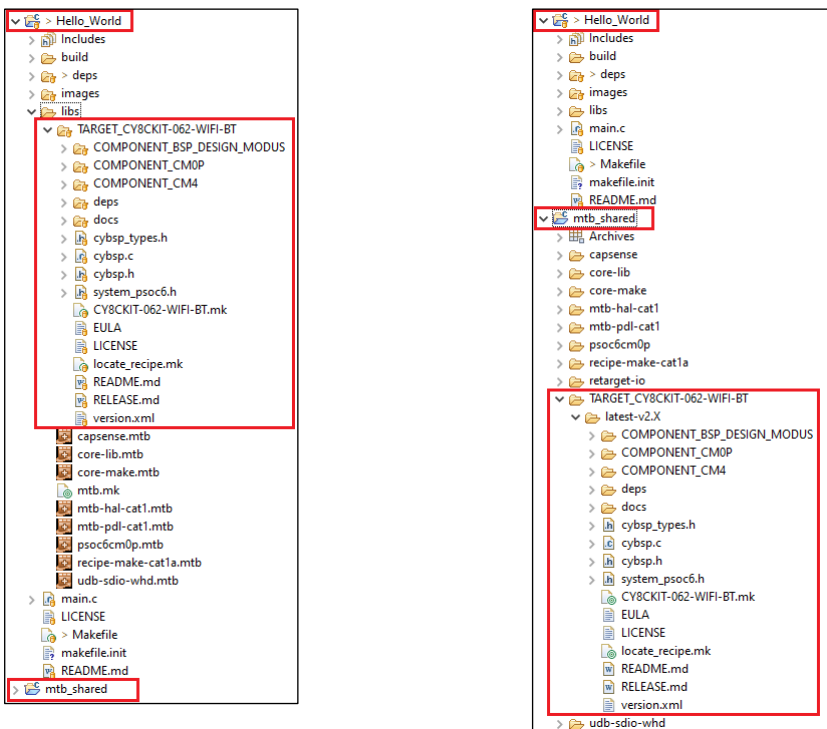 > Hello_World
Includes
build
> deps
images
libs
TARGET_CY8CKIT-062-WIFI-BT
COMPONENT_BSP_DESIGN_MODUS
COMPONENT_CM0P
COMPONENT_CM4
deps
docs
cybsp_types.h
cybsp.c
cybsp.h
system_psoc6.h
CY8CKIT-062-WIFI-BT.mk
EULA
LICENSE
locate_recipe.mk
README.md
RELEASE.md
version.xml
capsense.mtb
core-lib.mtb
core-make.mtb
mtb.mk
mtb-hal-cat1.mtb
mtb-pdl-cat1.mtb
psoc6cm0p.mtb
recipe-make-cat1a.mtb
udb-sdio-whd.mtb
main.c
LICENSE
> Makefile
makefile.init
README.md
mtb_shared
> Hello_World
Includes
build
> deps
images
libs
main.c
LICENSE
> Makefile
makefile.init
README.md
mtb_shared
Archives
capsense
core-lib
core-make
mtb-hal-cat1
mtb-pdl-cat1
psoc6cm0p
recipe-make-cat1a
retarget-io
TARGET_CY8CKIT-062-WIFI-BT
latest-v2.X
COMPONENT_BSP_DESIGN_MODUS
COMPONENT_CM0P
COMPONENT_CM4
deps
docs
cybsp_types.h
cybsp.c
cybsp.h
system_psoc6.h
CY8CKIT-062-WIFI-BT.mk
EULA
LICENSE
locate_recipe.mk
README.md
RELEASE.md
version.xml
udb-sdio-whd